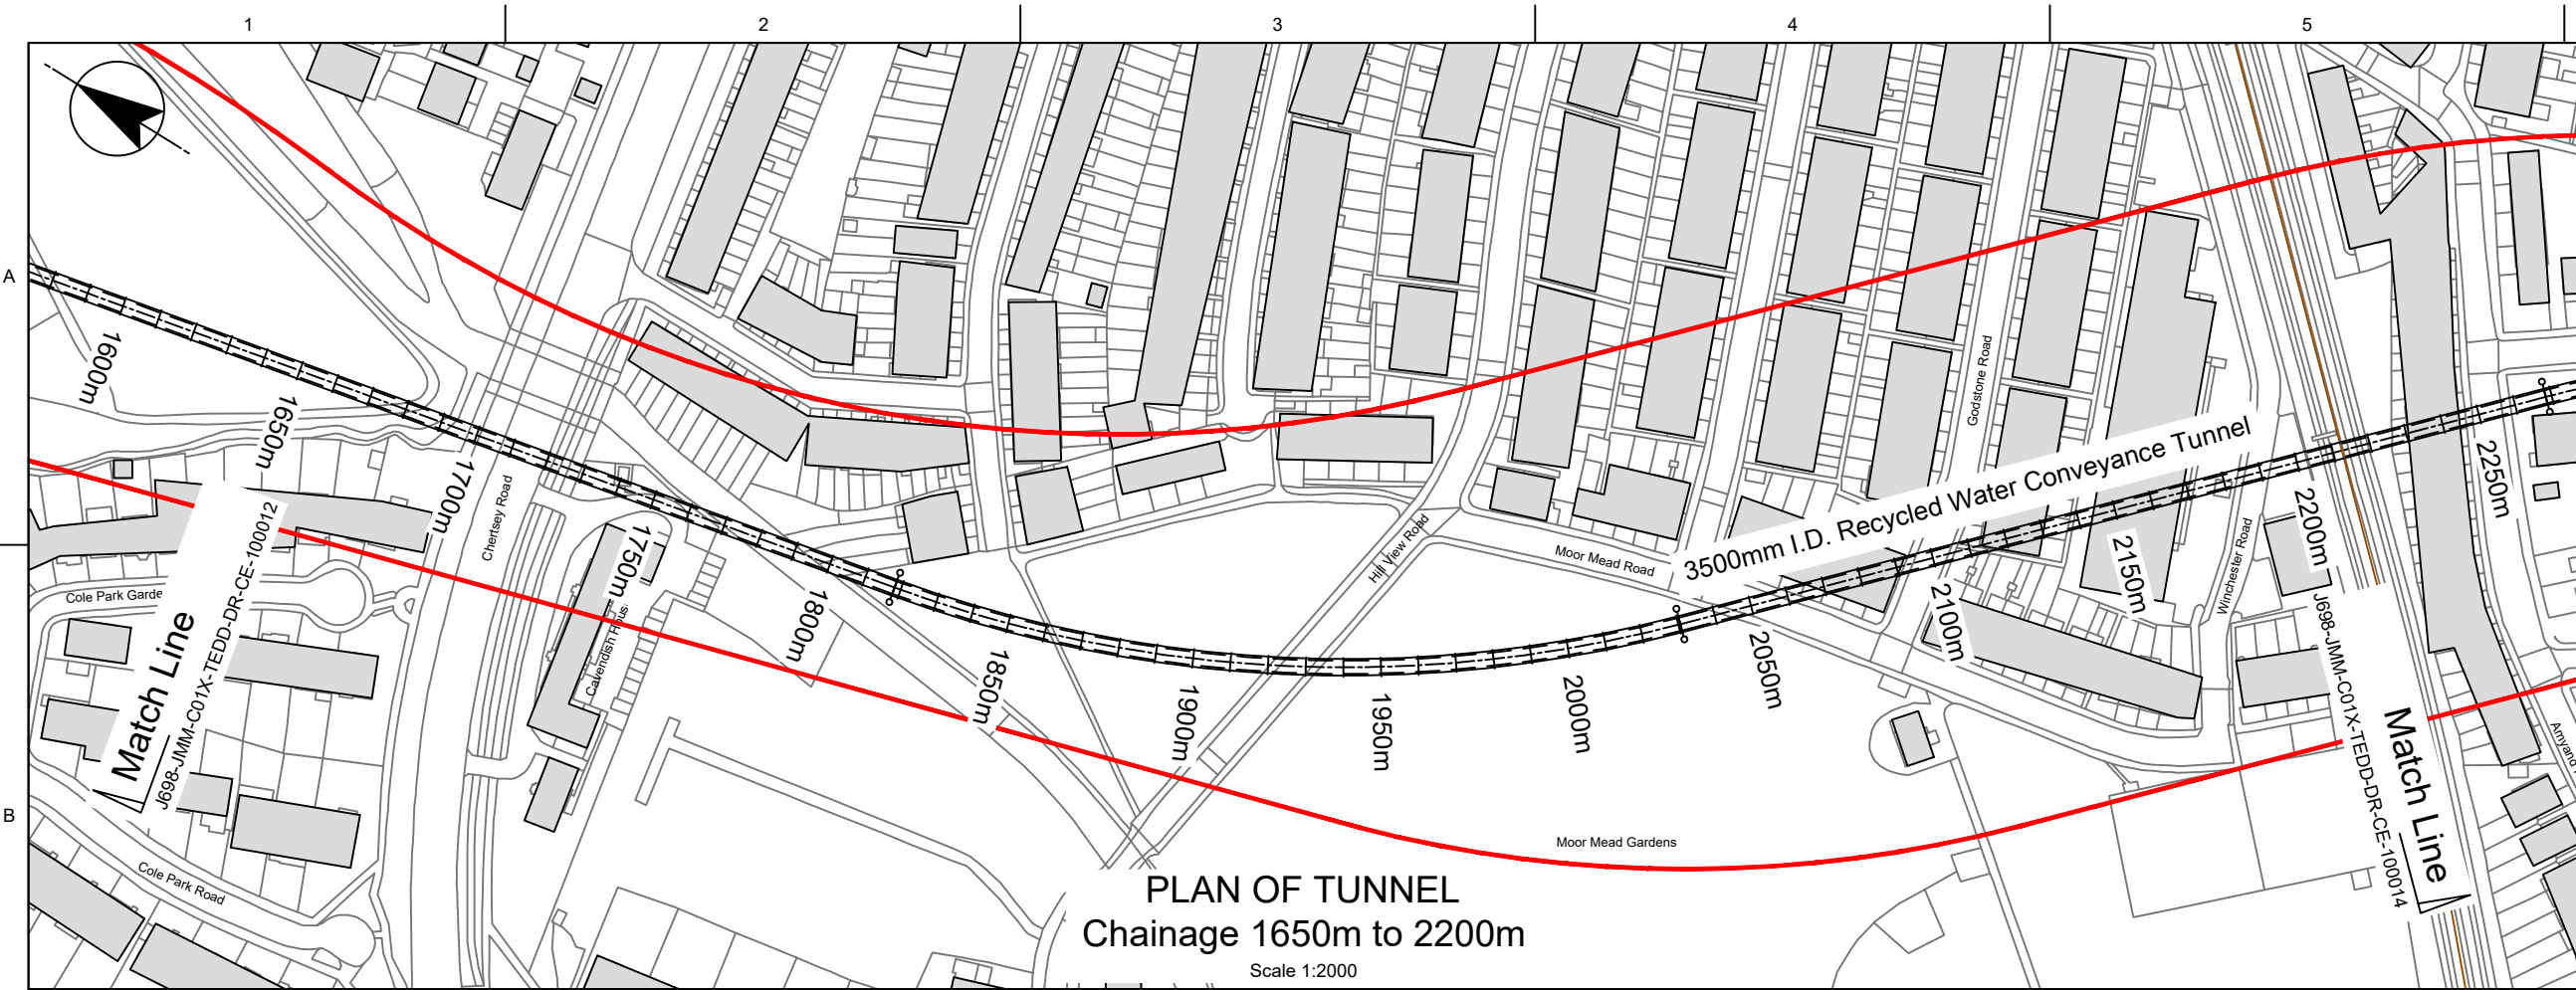 1
2
3
4
5
A
B
1600m
1650m
1700m
1750m
1800m
1850m
1900m
1950m
2000m
2050m
2100m
2150m
2200m
2250m
Chertsey Road
Godstone Road
Hill View Road
Moor Mead Road
Winchester Road
3500mm I.D. Recycled Water Conveyance Tunnel
Cole Park Garde
Cavendish Hous
Match Line
J698-JMM-C01X-TEDD-DR-CE-100012
Match Line
J698-JMM-C01X-TEDD-DR-CE-100014
Amyand
Cole Park Road
Moor Mead Gardens
PLAN OF TUNNEL
Chainage 1650m to 2200m
Scale 1:2000